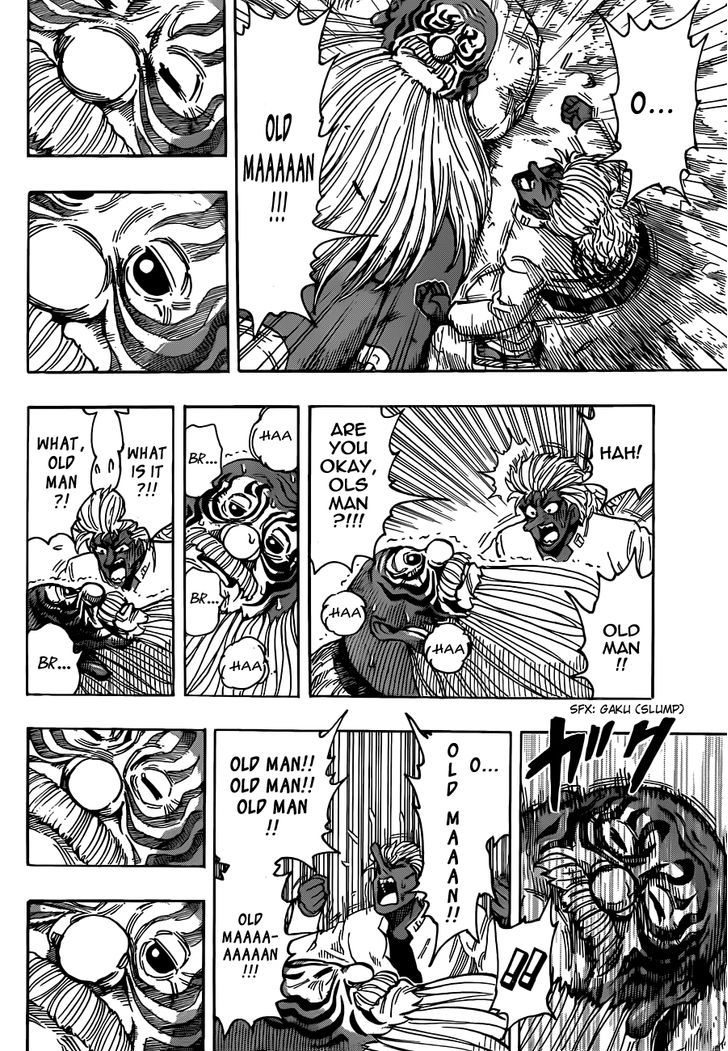 O...
OLD
MAAAAAN
!!!
HAH!
ARE
YOU
OKAY,
OLS
MAN
?!!!
OLD
MAN
!!
HAA
HAA
HAA
BR...
HAA
BR...
HAA
WHAT
IS IT
?!!
WHAT,
OLD
MAN
?!
BR...
SFX: GAKU (SLUMP)
ガク
!!
O...
OLD MAAAN!!
OLD MAN!!
OLD MAN!!
OLD MAN
!!
OLD
MAAAA-
AAAAAAN
!!!